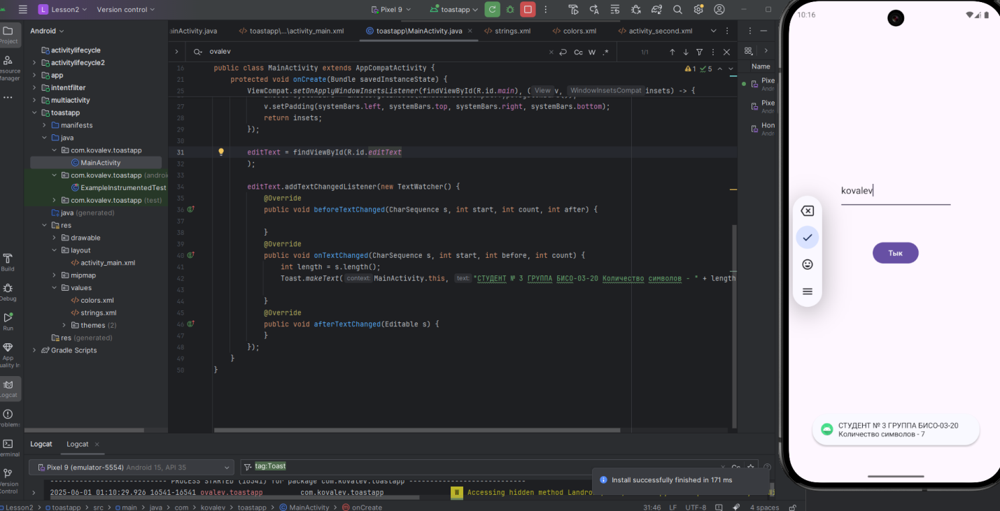 L Lesson2
Version control
Pixel 9
toastapp
10:16
Project
Android
ainActivity.java
toastapp\...\activity_main.xml
toastapp\MainActivity.java
strings.xml
colors.xml
activity_second.xml
ovalev
Cc W .*
1/1
Name
Manager
activitylifecycle
activitylifecycle2
app
intentfilter
multiactivity
toastapp
manifests
java
com.kovalev.toastapp
MainActivity
com.kovalev.toastapp (androi
ExampleInstrumentedTest
com.kovalev.toastapp (test)
java (generated)
res
drawable
layout
activity_main.xml
mipmap
values
colors.xml
strings.xml
themes (2)
res (generated)
Gradle Scripts
Build
Debug
Run
App
uality In
Logcat
roblems
erminal
Version
Control
16 public class MainActivity extends AppCompatActivity {
21 protected void onCreate(Bundle savedInstanceState) {
25 ViewCompat.setOnApplyWindowInsetsListener(findViewById(R.id.main), ( View v, WindowInsetsCompat insets) -> {
27 v.setPadding(systemBars.left, systemBars.top, systemBars.right, systemBars.bottom);
28 return insets;
29 });
30
31 editText = findViewById(R.id.editText
32 );
33
34 editText.addTextChangedListener(new TextWatcher() {
35 @Override
36 public void beforeTextChanged(CharSequence s, int start, int count, int after) {
37
38 }
39 @Override
40 public void onTextChanged(CharSequence s, int start, int before, int count) {
41 int length = s.length();
42 Toast.makeText( context: MainActivity.this, text: "СТУДЕНТ № 3 ГРУППА БИСО-03-20 Количество символов - " + length
43
44 }
45 @Override
46 public void afterTextChanged(Editable s) {
47 }
48 });
49 }
50 }
1 5
Pixe
Andr
Pixe
Andr
Hon
Andr
kovalev
Тык
СТУДЕНТ № 3 ГРУППА БИСО-03-20
Количество символов - 7
Logcat
Logcat
Pixel 9 (emulator-5554) Android 15, API 35
tag:Toast
Cc
Install successfully finished in 171 ms
--------------------------- PROCESS STARTED (16541) for package com.kovalev.toastapp ---------------------------
2025-06-01 01:10:29.926 16541-16541 ovalev.toastapp com.kovalev.toastapp W Accessing hidden method Landro
Lesson2 > toastapp > src > main > java > com > kovalev > toastapp > MainActivity > onCreate
31:46 LF UTF-8 4 spaces